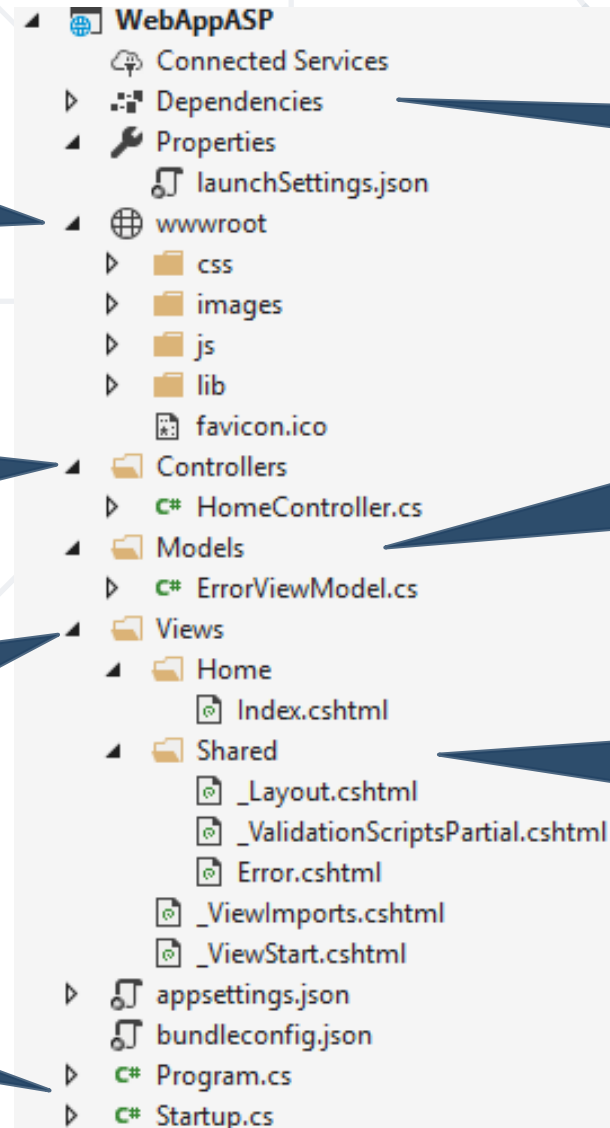 WebAppASP
Connected Services
Dependencies
Properties
launchSettings.json
wwwroot
css
images
js
lib
favicon.ico
Controllers
C# HomeController.cs
Models
C# ErrorViewModel.cs
Views
Home
Index.cshtml
Shared
_Layout.cshtml
_ValidationScriptsPartial.cshtml
Error.cshtml
_ViewImports.cshtml
_ViewStart.cshtml
appsettings.json
bundleconfig.json
C# Program.cs
C# Startup.cs